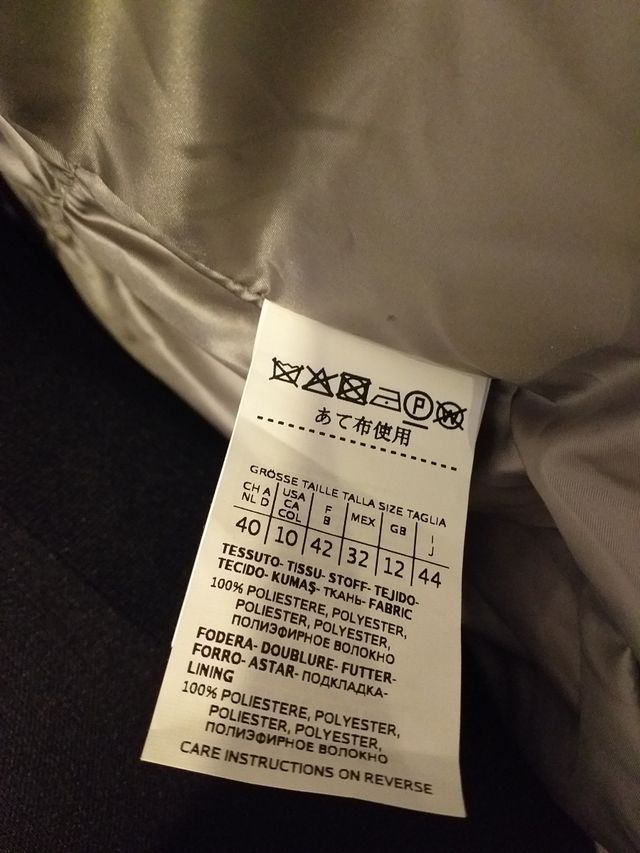 P W
あて布使用
GRÖSSE TAILLE TALLA SIZE TAGLIA
CH A NL D | USA CA COL | F B | MEX | GB | I J
40 | 10 | 42 | 32 | 12 | 44
TESSUTO- TISSU- STOFF- TEJIDO-
TECIDO- KUMAŞ- ТКАНЬ- FABRIC
100% POLIESTERE, POLYESTER,
POLIESTER, POLYESTER,
ПОЛИЭФИРНОЕ ВОЛОКНО
FODERA- DOUBLURE- FUTTER-
FORRO- ASTAR- ПОДКЛАДКА-
LINING
100% POLIESTERE, POLYESTER,
POLIESTER, POLYESTER,
ПОЛИЭФИРНОЕ ВОЛОКНО
CARE INSTRUCTIONS ON REVERSE